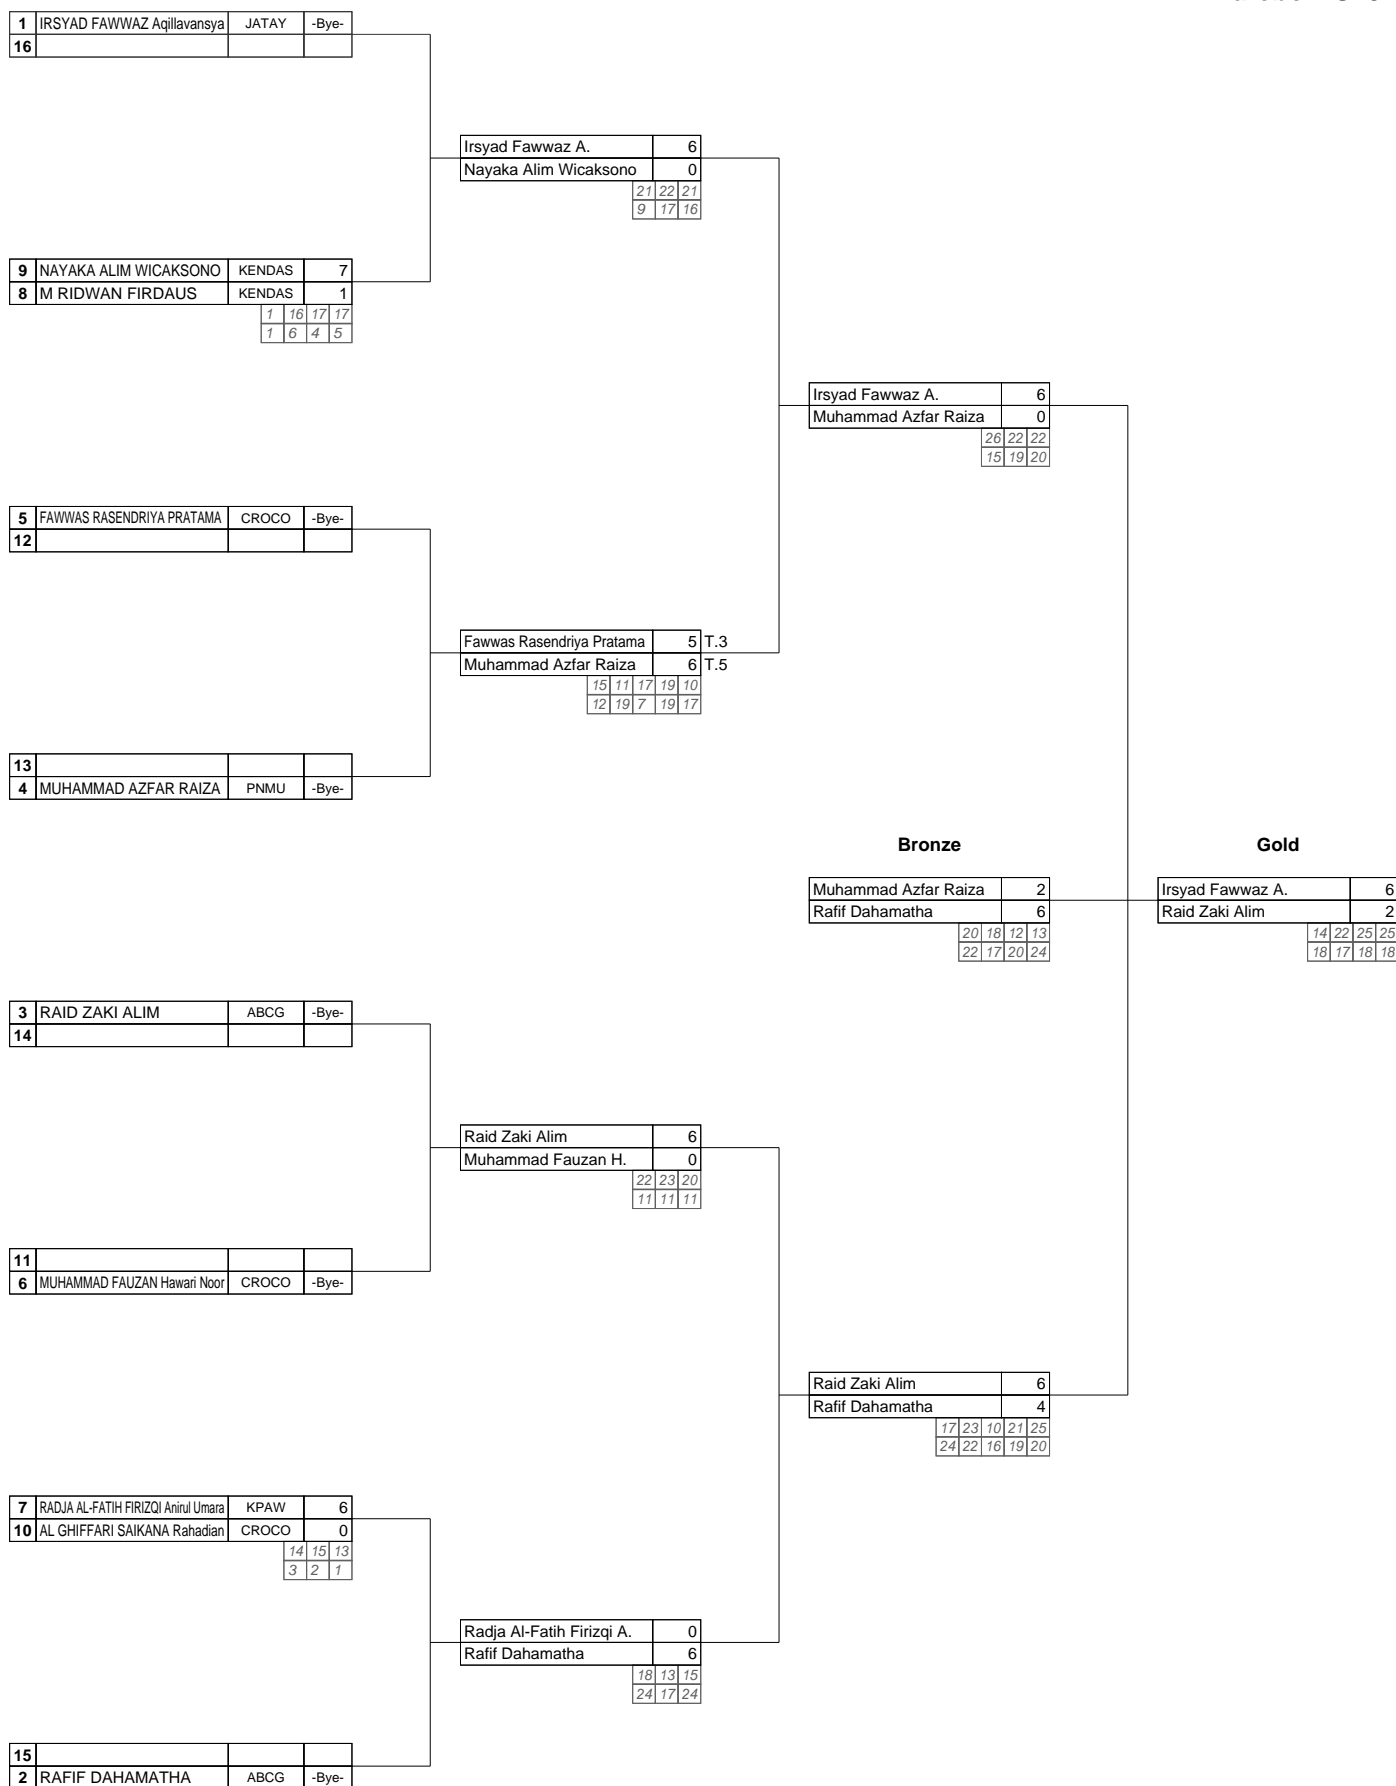 1 IRSYAD FAWWAZ Aqillavansya JATAY -Bye-
16
Irsyad Fawwaz A. 6
Nayaka Alim Wicaksono 0
21 22 21
9 17 16
9 NAYAKA ALIM WICAKSONO KENDAS 7
8 M RIDWAN FIRDAUS KENDAS 1
1 16 17 17
1 6 4 5
Irsyad Fawwaz A. 6
Muhammad Azfar Raiza 0
26 22 22
15 19 20
5 FAWWAS RASENDRIYA PRATAMA CROCO -Bye-
12
Fawwas Rasendriya Pratama 5 T.3
Muhammad Azfar Raiza 6 T.5
15 11 17 19 10
12 19 7 19 17
13
4 MUHAMMAD AZFAR RAIZA PNMU -Bye-
Bronze Gold
Muhammad Azfar Raiza 2 Irsyad Fawwaz A. 6
Rafif Dahamatha 6 Raid Zaki Alim 2
20 18 12 13 14 22 25 25
22 17 20 24 18 17 18 18
3 RAID ZAKI ALIM ABCG -Bye-
14
Raid Zaki Alim 6
Muhammad Fauzan H. 0
22 23 20
11 11 11
11
6 MUHAMMAD FAUZAN Hawari Noor CROCO -Bye-
Raid Zaki Alim 6
Rafif Dahamatha 4
17 23 10 21 25
24 22 16 19 20
7 RADJA AL-FATIH FIRIZQI Anirul Umara KPAW 6
10 AL GHIFFARI SAIKANA Rahadian CROCO 0
14 15 13
3 2 1
Radja Al-Fatih Firizqi A. 0
Rafif Dahamatha 6
18 13 15
24 17 24
15
2 RAFIF DAHAMATHA ABCG -Bye-